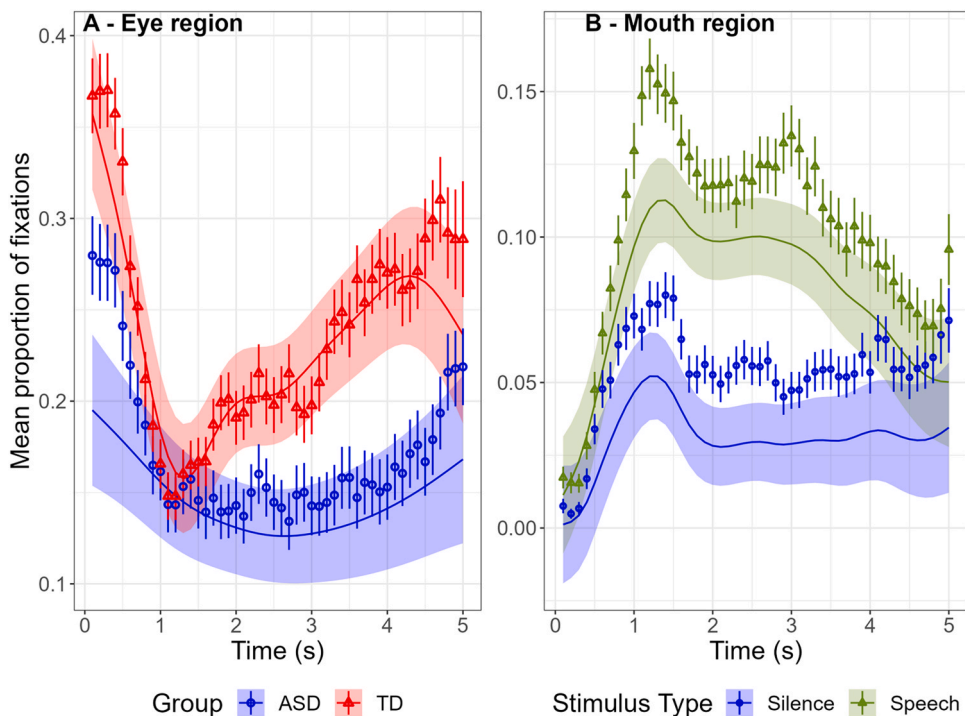 A - Eye region
B - Mouth region
Mean proportion of fixations
0.4
0.3
0.2
0.1
0 1 2 3 4 5
Time (s)
0.15
0.10
0.05
0.00
0 1 2 3 4 5
Time (s)
Group ASD TD
Stimulus Type Silence Speech